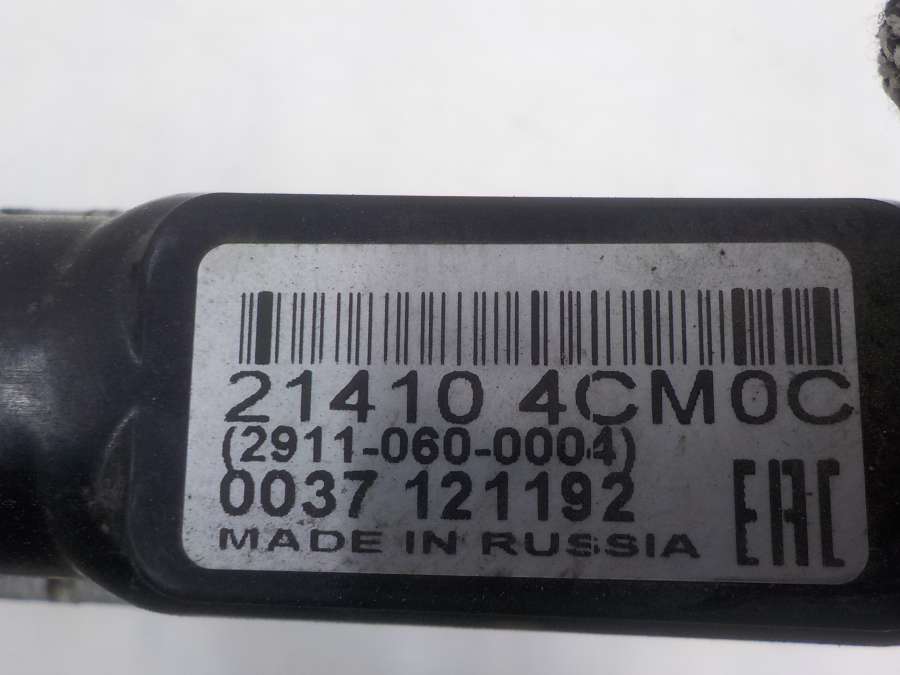 21410 4CM0C
(2911-060-0004)
0037 121192
MADE IN RUSSIA
EAC